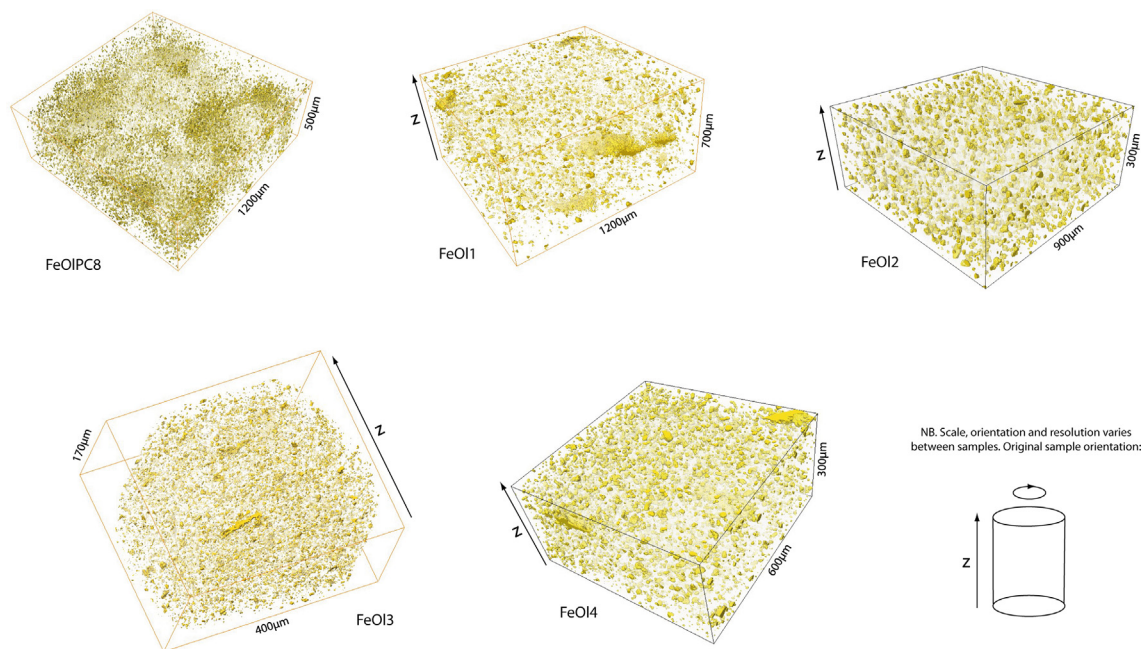 500μm
1200μm
FeOlPC8
Z
700μm
1200μm
FeOl1
Z
300μm
900μm
FeOl2
170μm
Z
400μm
FeOl3
Z
300μm
600μm
FeOl4
NB. Scale, orientation and resolution varies
between samples. Original sample orientation:
Z